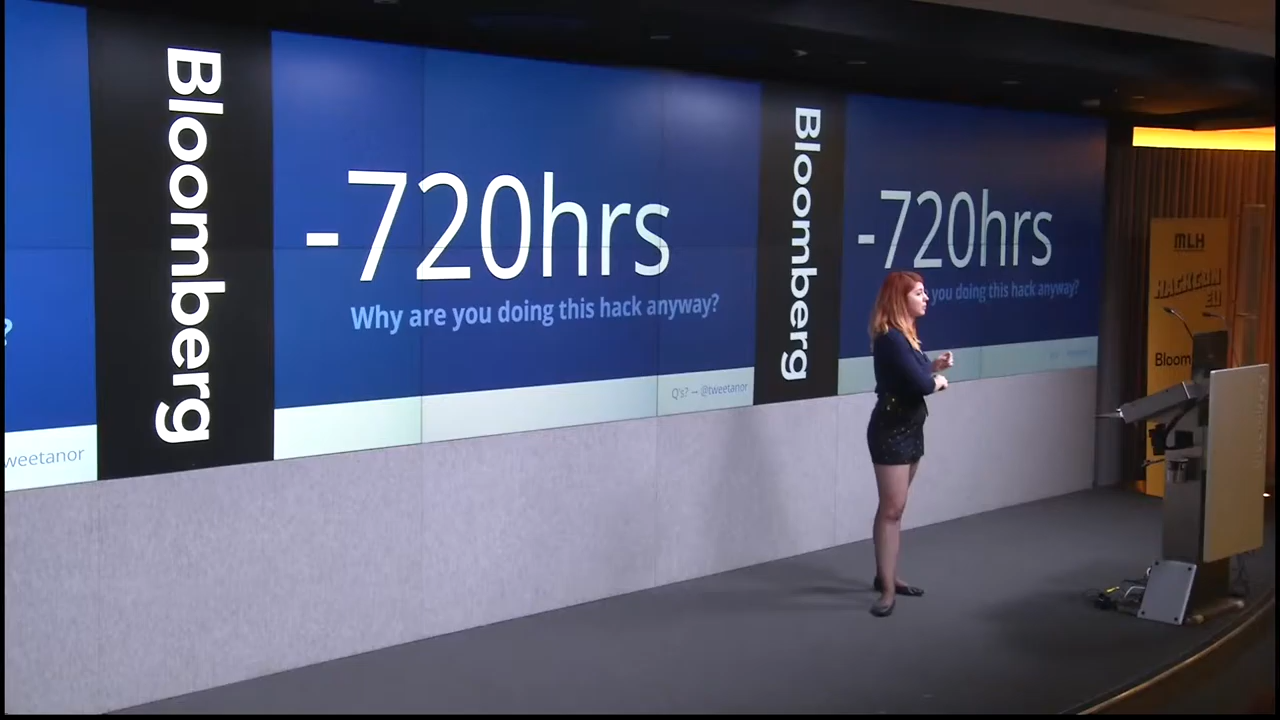 ?
weetanor
Bloomberg
-720hrs
Why are you doing this hack anyway?
Q's? — @tweetanor
Bloomberg
-720hrs
you doing this hack anyway?
MLH
HACKCON
EU
Bloom